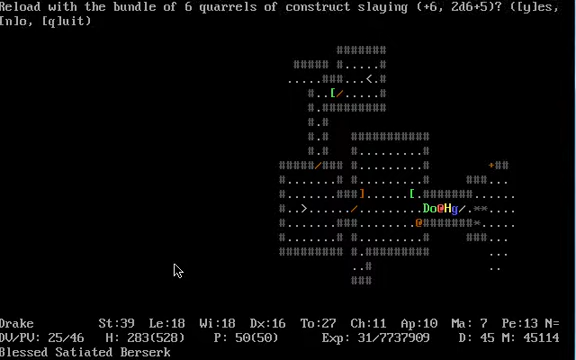 Reload with the bundle of 6 quarrels of construct slaying (+6, 2d6+5)? ([y]es,
[n]o, [q]uit)
Drake St:39 Le:18 Wi:18 Dx:16 To:27 Ch:11 Ap:10 Ma: 7 Pe:13 N=
DV/PV: 25/46 H: 283(528) P: 50(50) Exp: 31/7737909 D: 45 M: 45114
Blessed Satiated Berserk